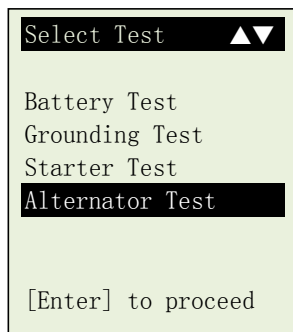 Select Test ▲▼
Battery Test
Grounding Test
Starter Test
Alternator Test
[Enter] to proceed